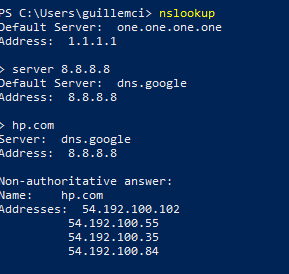 PS C:\Users\guillemci> nslookup
Default Server:  one.one.one.one
Address:  1.1.1.1
> server 8.8.8.8
Default Server:  dns.google
Address:  8.8.8.8
> hp.com
Server:  dns.google
Address:  8.8.8.8
Non-authoritative answer:
Name:    hp.com
Addresses:  54.192.100.102
54.192.100.55
54.192.100.35
54.192.100.84